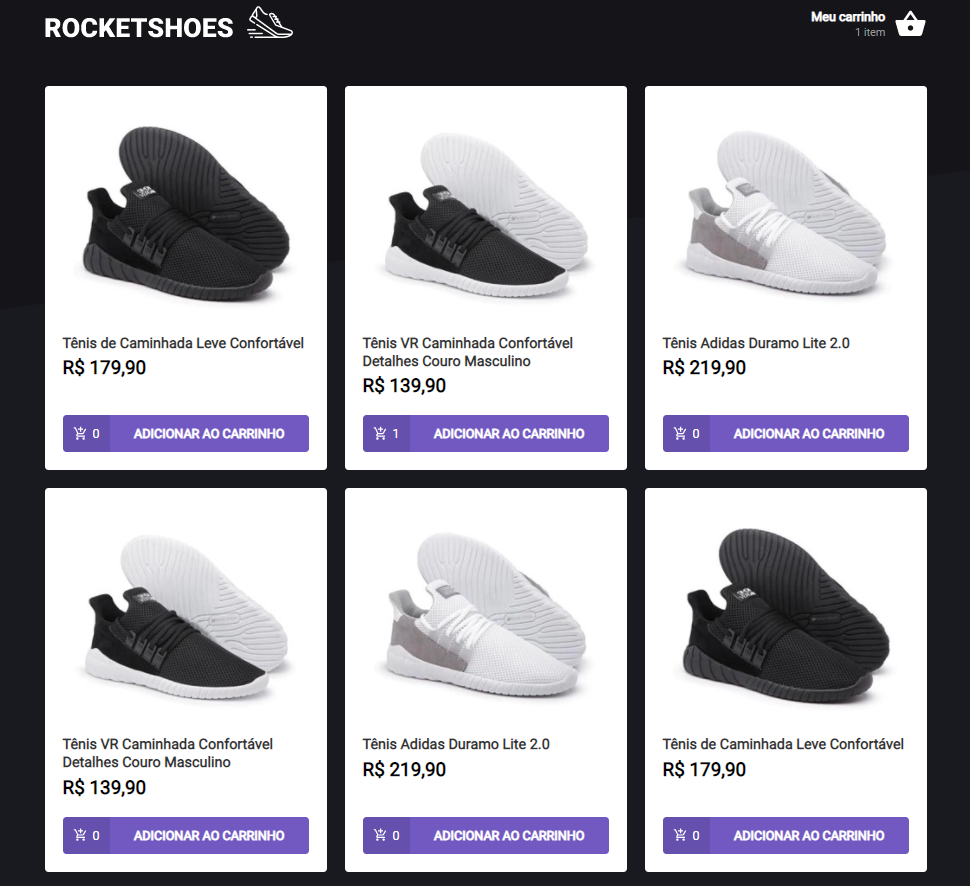 ROCKETSHOES
Meu carrinho
1 item
Tênis de Caminhada Leve Confortável
R$ 179,90
0 ADICIONAR AO CARRINHO
Tênis VR Caminhada Confortável
Detalhes Couro Masculino
R$ 139,90
1 ADICIONAR AO CARRINHO
Tênis Adidas Duramo Lite 2.0
R$ 219,90
0 ADICIONAR AO CARRINHO
Tênis VR Caminhada Confortável
Detalhes Couro Masculino
R$ 139,90
0 ADICIONAR AO CARRINHO
Tênis Adidas Duramo Lite 2.0
R$ 219,90
0 ADICIONAR AO CARRINHO
Tênis de Caminhada Leve Confortável
R$ 179,90
0 ADICIONAR AO CARRINHO